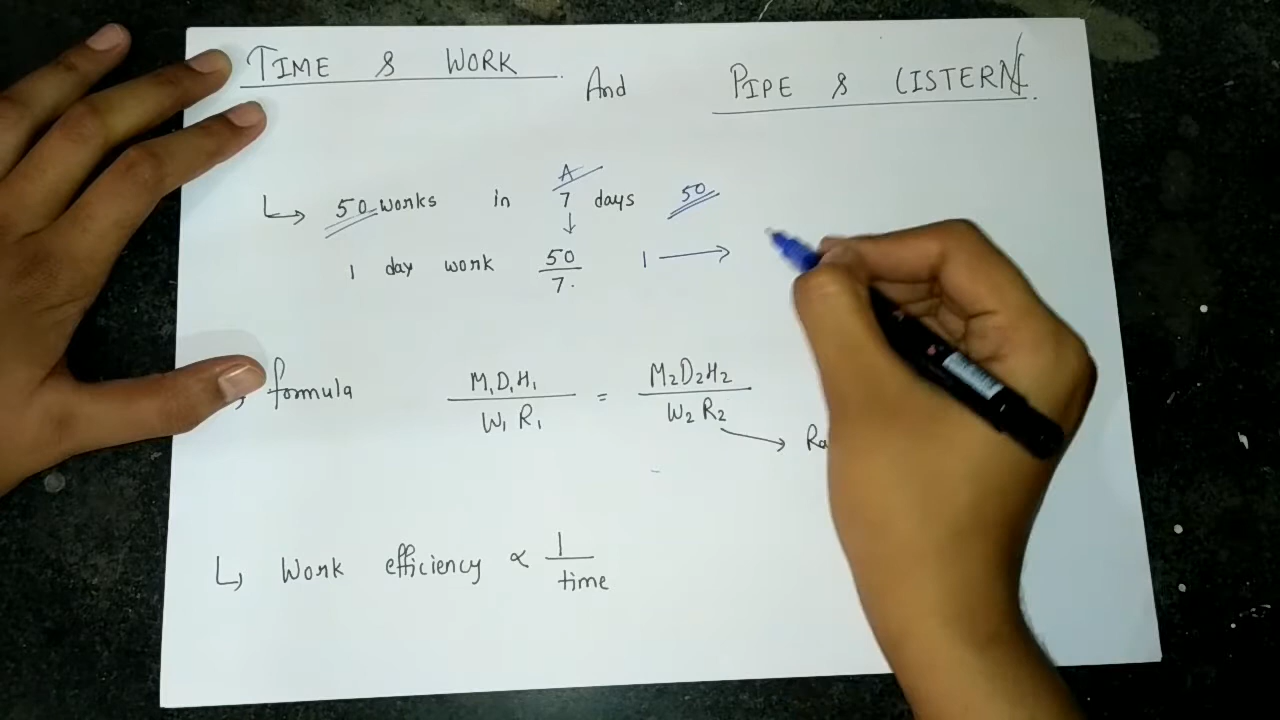 TIME & WORK And PIPE & CISTERN
↳ 50 works in A 7 days 50
↓
1 day work 50/7. 1 →
formula M₁D₁H₁/W₁R₁ = M₂D₂H₂/W₂R₂
→
↳ Work efficiency ∝ 1/time